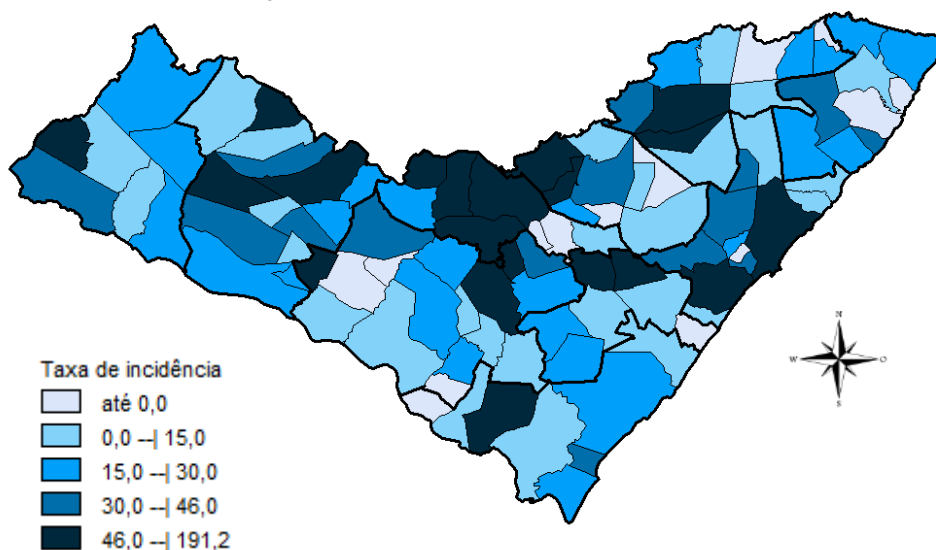 N
W
O
S
Taxa de incidência
até 0,0
0,0 --| 15,0
15,0 --| 30,0
30,0 --| 46,0
46,0 --| 191,2